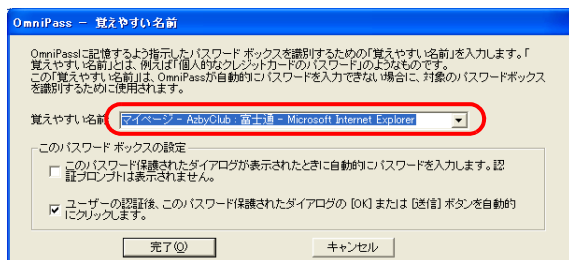 OmniPass － 覚えやすい名前
OmniPassに記憶するよう指示したパスワード ボックスを識別するための「覚えやすい名前」を入力します。「
覚えやすい名前」とは、例えば「個人的なクレジットカードのパスワード」のようなものです。
この「覚えやすい名前」は、OmniPassが自動的にパスワードを入力できない場合に、対象のパスワードボックス
を識別するために使用されます。
覚えやすい名前
マイページ - AzbyClub : 富士通 - Microsoft Internet Explorer
このパスワード ボックスの設定
このパスワード保護されたダイアログが表示されたときに自動的にパスワードを入力します。認
証プロンプトは表示されません。
ユーザーの認証後、このパスワード保護されたダイアログの [OK] または [送信] ボタンを自動的
にクリックします。
完了(O)
キャンセル